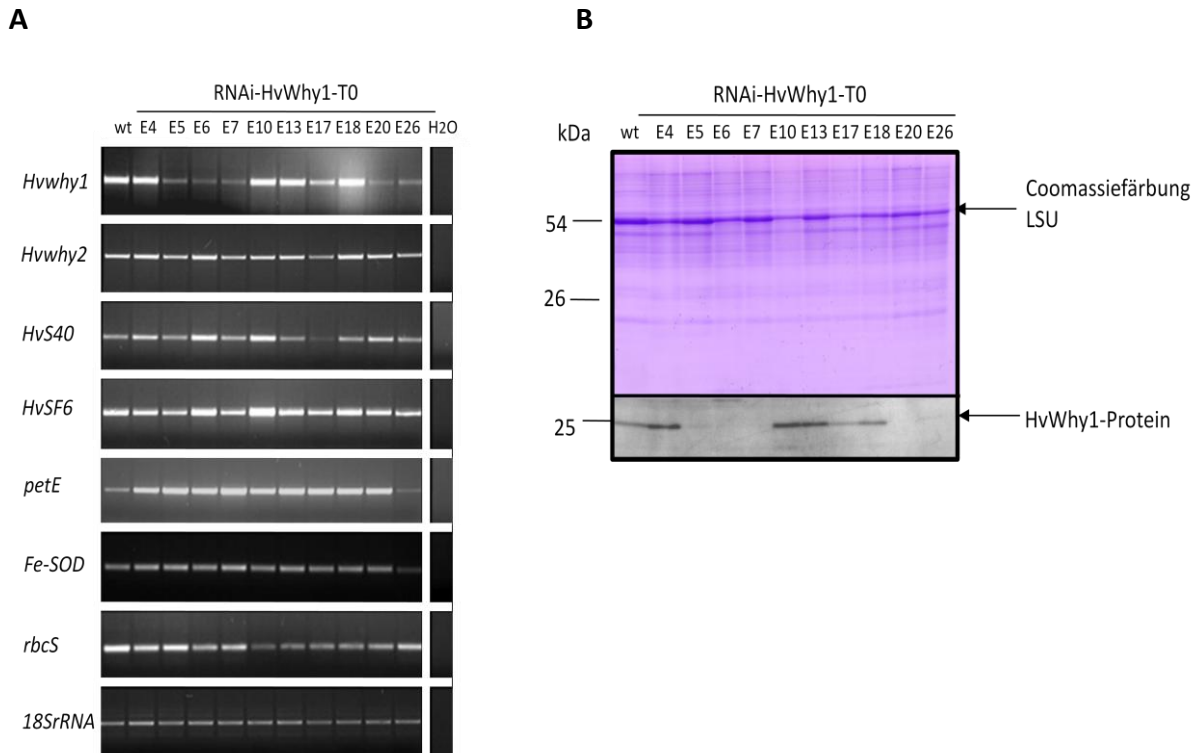 A
RNAi-HvWhy1-T0
wt E4 E5 E6 E7 E10 E13 E17 E18 E20 E26 H2O
Hvwhy1
Hvwhy2
HvS40
HvSF6
petE
Fe-SOD
rbcS
18SrRNA
B
RNAi-HvWhy1-T0
kDa wt E4 E5 E6 E7 E10 E13 E17 E18 E20 E26
54
26
25
Coomassiefärbung
LSU
HvWhy1-Protein